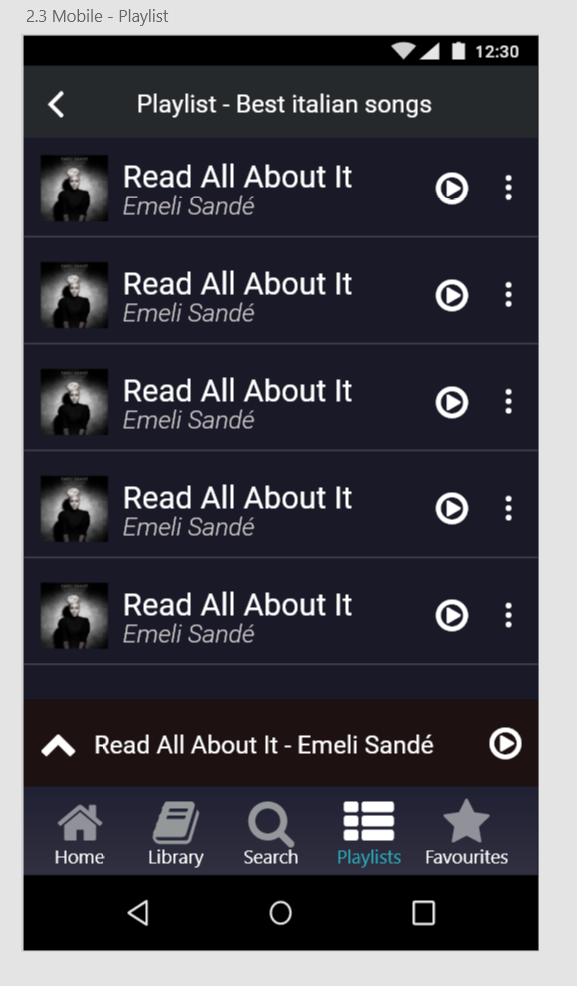 2.3 Mobile - Playlist
12:30
Playlist - Best italian songs
Read All About It
Emeli Sandé
Read All About It
Emeli Sandé
Read All About It
Emeli Sandé
Read All About It
Emeli Sandé
Read All About It
Emeli Sandé
Read All About It - Emeli Sandé
Home Library Search Playlists Favourites